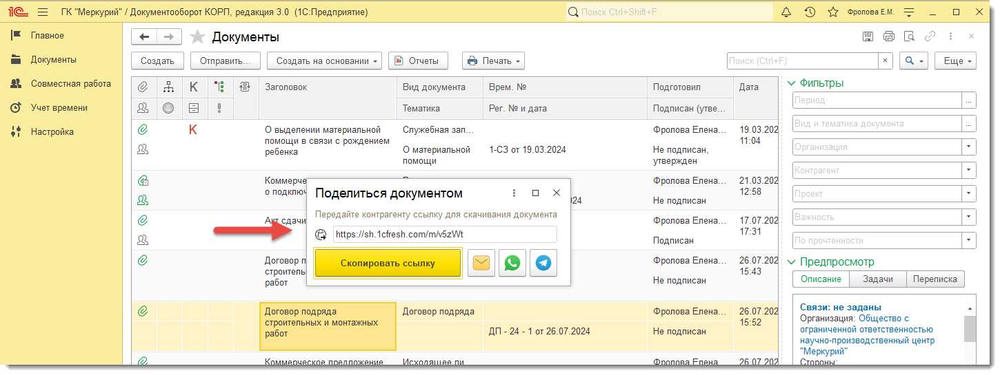 1С ГК "Меркурий" / Документооборот КОРП, редакция 3.0 (1С:Предприятие)
Поиск Ctrl+Shift+F
Фролова Е.М.
Главное
Документы
Совместная работа
Учет времени
Настройка
Документы
Создать
Отправить...
Создать на основании
Отчеты
Печать
Поиск (Ctrl+F)
×
Еще
К
Заголовок
Вид документа
Врем. №
Подготовил
Дата
Тематика
Рег. № и дата
Подписан (утве...
К
О выделении материальной
помощи в связи с рождением
ребенка
Служебная зап...
О материальной
помощи
1-СЗ от 19.03.2024
Фролова Елена...
Не подписан,
утвержден
19.03.202
11:04
Коммерче
о подключ
024
Фролова Елена...
Не подписан
21.03.202
12:58
Акт сдачи
Фролова Елена...
Подписан
17.07.202
17:31
Договор п
строитель
работ
Фролова Елена...
Не подписан
26.07.202
15:43
Договор подряда
строительных и монтажных
работ
Договор подряда
ДП - 24 - 1 от 26.07.2024
Фролова Елена...
Не подписан
26.07.202
15:52
Коммерческое предложение
Исходящее пи
Фролова Елена...
26.07.202
Поделиться документом
Передайте контрагенту ссылку для скачивания документа
https://sh.1cfresh.com/m/v5zWt
Скопировать ссылку
Фильтры
Период
...
Вид и тематика документа
...
Организация
Контрагент
Проект
Важность
По прочтенности
Предпросмотр
Описание
Задачи
Переписка
Связи: не заданы
Организация: Общество с
ограниченной ответственностью
научно-производственный центр
"Меркурий"
Стороны: